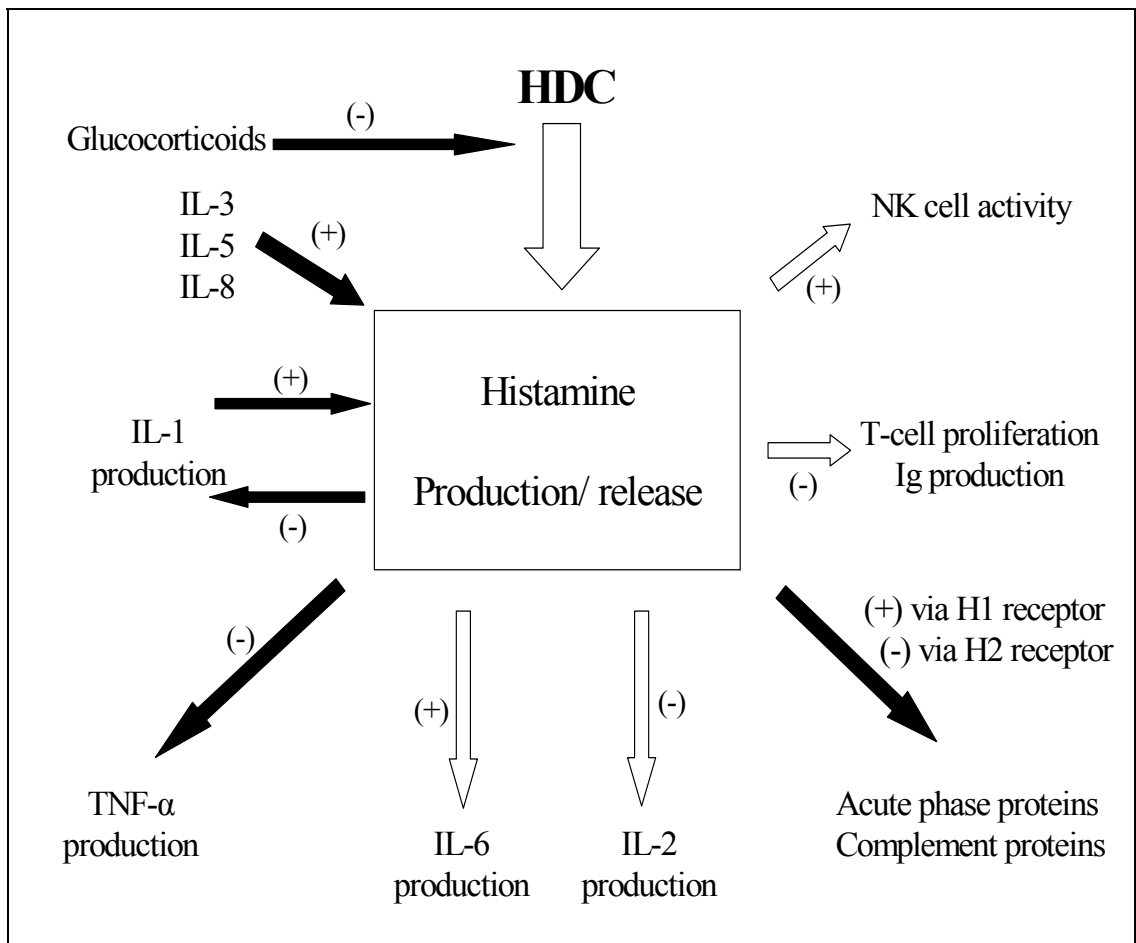 HDC
(-)
Glucocorticoids
IL-3
IL-5
IL-8
(+)
NK cell activity
(+)
Histamine
Production/ release
(+)
IL-1
production
(-)
T-cell proliferation
Ig production
(-)
(+) via H1 receptor
(-) via H2 receptor
(-)
(+)
(-)
TNF-α
production
IL-6
production
IL-2
production
Acute phase proteins
Complement proteins